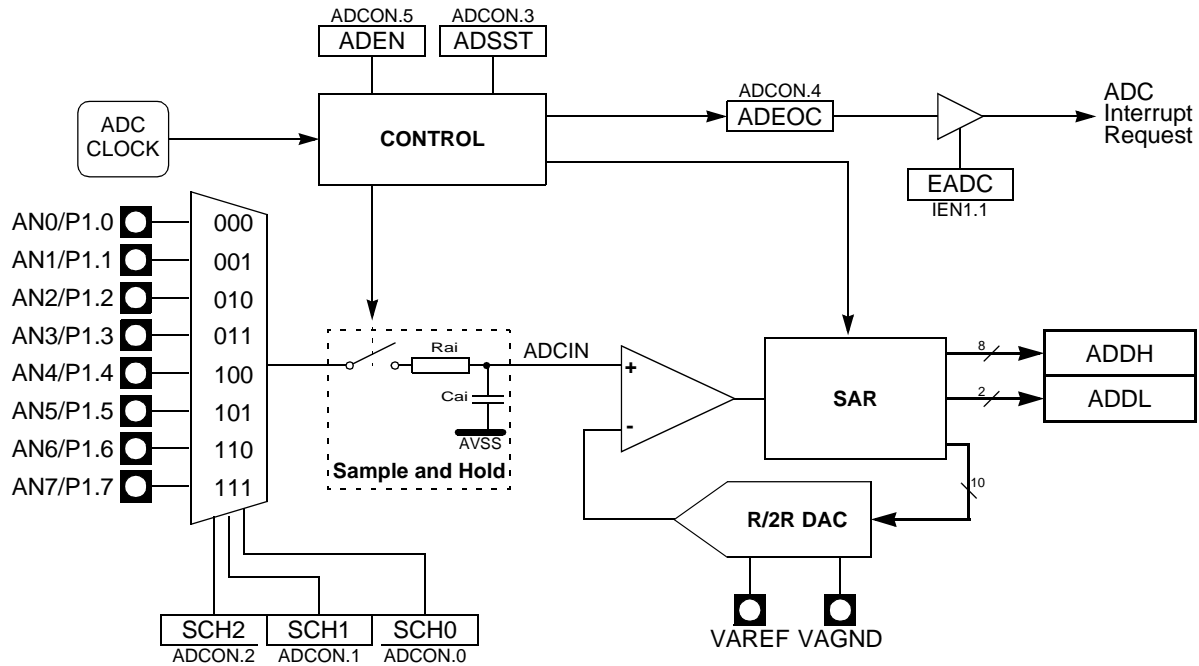 ADCON.5 ADCON.3
ADEN ADSST
ADC
CLOCK
CONTROL
ADCON.4
ADEOC
ADC
Interrupt
Request
EADC
IEN1.1
AN0/P1.0 000
AN1/P1.1 001
AN2/P1.2 010
AN3/P1.3 011
AN4/P1.4 100
AN5/P1.5 101
AN6/P1.6 110
AN7/P1.7 111
Rai
Cai
AVSS
Sample and Hold
ADCIN
+
-
SAR
8
ADDH
2
ADDL
10
R/2R DAC
VAREF VAGND
SCH2 SCH1 SCH0
ADCON.2 ADCON.1 ADCON.0